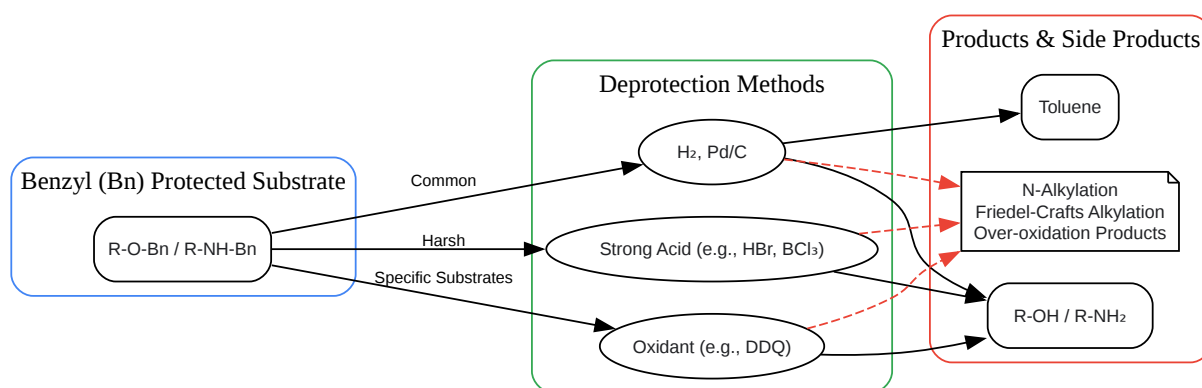 Products & Side Products
Deprotection Methods
Toluene
H₂, Pd/C
Benzyl (Bn) Protected Substrate
Common
N-Alkylation
Friedel-Crafts Alkylation
Over-oxidation Products
R-O-Bn / R-NH-Bn
Harsh
Strong Acid (e.g., HBr, BCl₃)
Specific Substrates
R-OH / R-NH₂
Oxidant (e.g., DDQ)